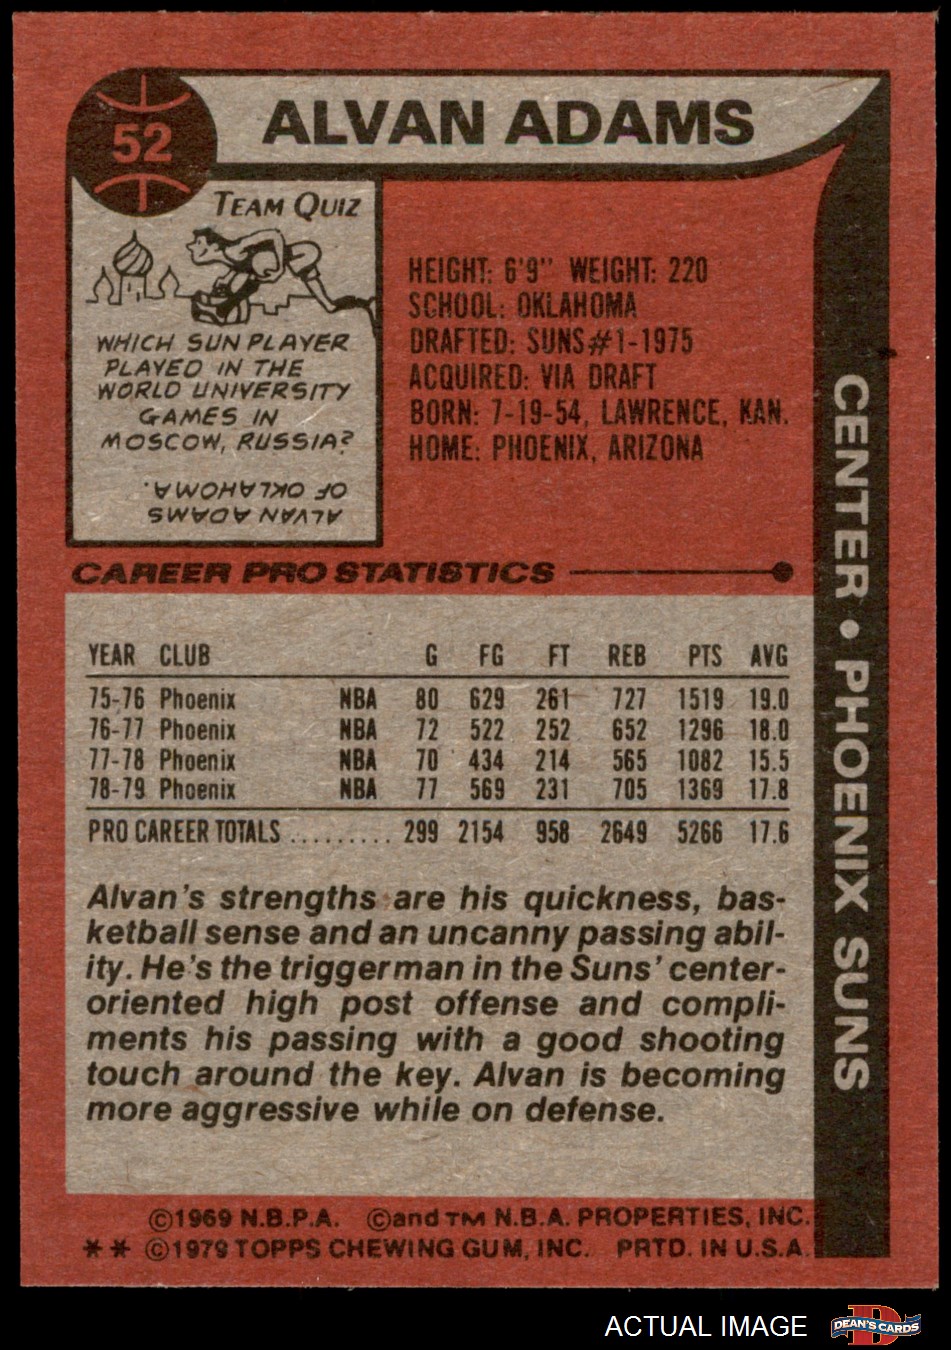 52
ALVAN ADAMS
TEAM QUIZ
WHICH SUN PLAYER
PLAYED IN THE
WORLD UNIVERSITY
GAMES IN
MOSCOW, RUSSIA?
ALVAN ADAMS
OF OKLAHOMA.
HEIGHT: 6'9" WEIGHT: 220
SCHOOL: OKLAHOMA
DRAFTED: SUNS#1-1975
ACQUIRED: VIA DRAFT
BORN: 7-19-54, LAWRENCE, KAN.
HOME: PHOENIX, ARIZONA
CENTER • PHOENIX SUNS
CAREER PRO STATISTICS
YEAR CLUB G FG FT REB PTS AVG
75-76 Phoenix NBA 80 629 261 727 1519 19.0
76-77 Phoenix NBA 72 522 252 652 1296 18.0
77-78 Phoenix NBA 70 434 214 565 1082 15.5
78-79 Phoenix NBA 77 569 231 705 1369 17.8
PRO CAREER TOTALS ......... 299 2154 958 2649 5266 17.6
Alvan's strengths are his quickness, bas-
ketball sense and an uncanny passing abil-
ity. He's the triggerman in the Suns' center-
oriented high post offense and compli-
ments his passing with a good shooting
touch around the key. Alvan is becoming
more aggressive while on defense.
©1969 N.B.P.A. ©and TM N.B.A. PROPERTIES, INC.
** ©1979 TOPPS CHEWING GUM, INC. PRTD. IN U.S.A.
ACTUAL IMAGE
D
DEAN'S CARDS